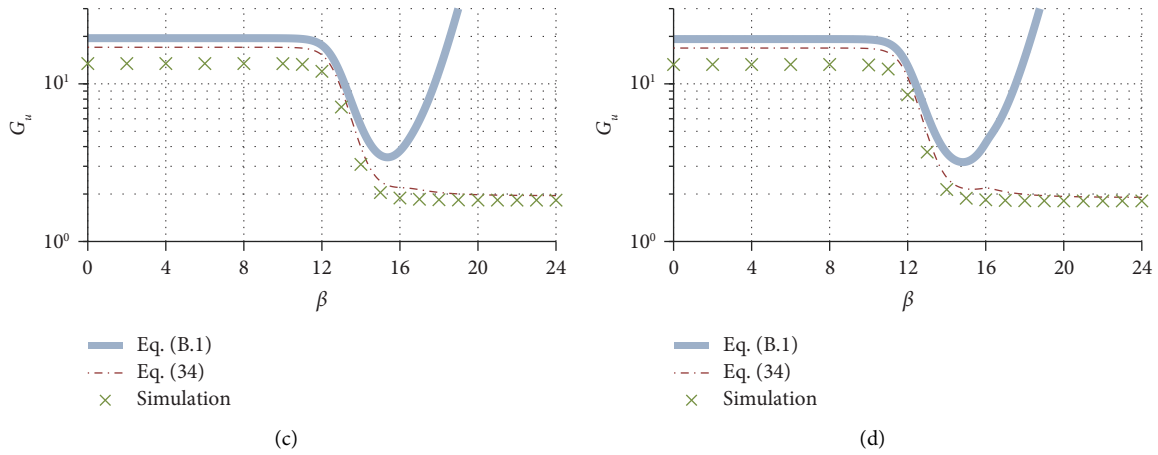 10¹
G_u
10⁰
0 4 8 12 16 20 24
β
Eq. (B.1)
Eq. (34)
Simulation
(c)
10¹
G_u
10⁰
0 4 8 12 16 20 24
β
Eq. (B.1)
Eq. (34)
Simulation
(d)